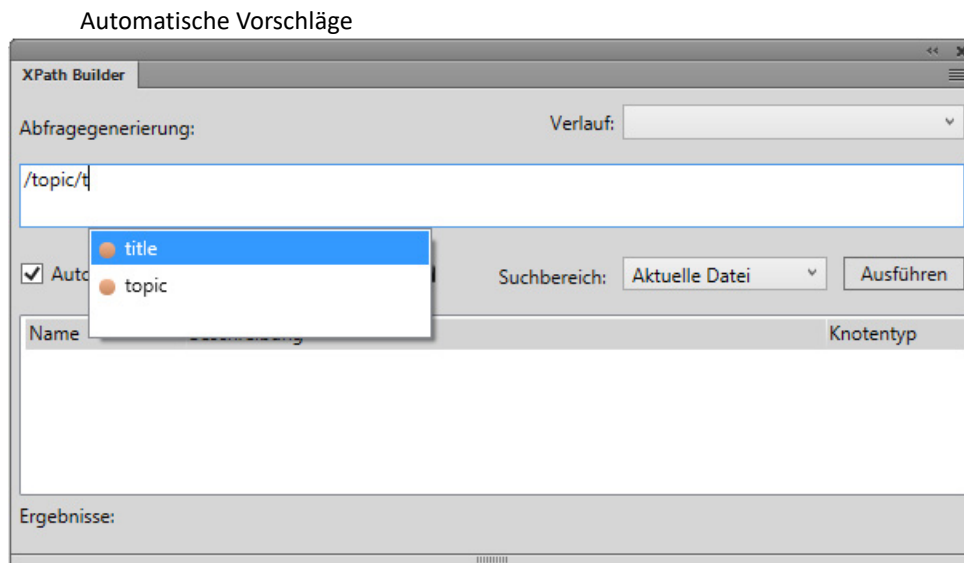 Automatische Vorschläge
XPath Builder
Abfragegenerierung:
Verlauf:
/topic/t
title
topic
Suchbereich:
Aktuelle Datei
Ausführen
Name
Knotentyp
Ergebnisse: